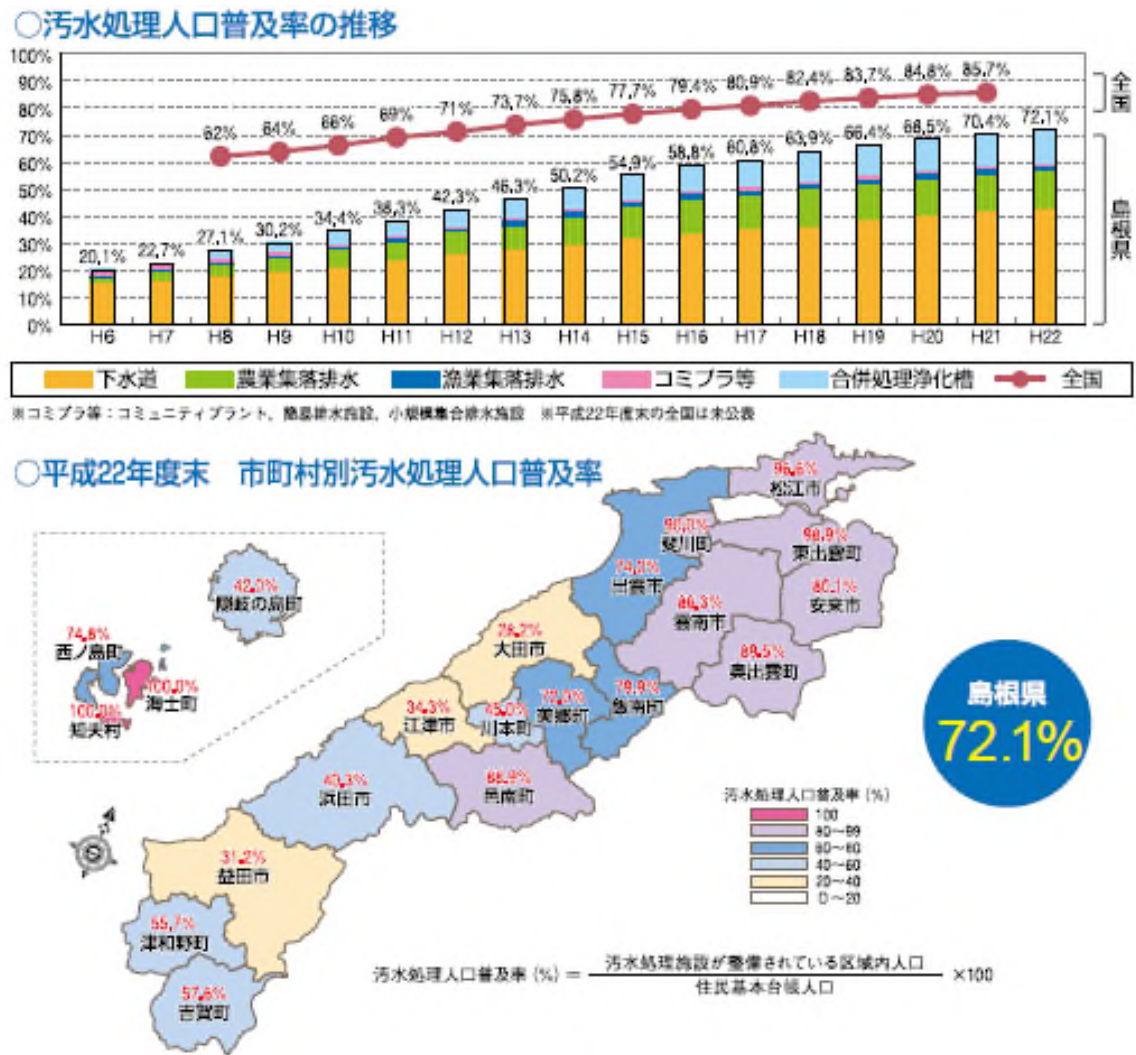 ○汚水処理人口普及率の推移
100%
90%
80%
70%
60%
50%
40%
30%
20%
10%
0%
62% 64% 66% 69% 71% 73.7% 75.8% 77.7% 79.4% 80.9% 82.4% 83.7% 84.8% 85.7%
20.1% 22.7% 27.1% 30.2% 34.4% 38.3% 42.3% 46.3% 50.2% 54.9% 58.8% 60.8% 63.9% 66.4% 68.5% 70.4% 72.1%
H6 H7 H8 H9 H10 H11 H12 H13 H14 H15 H16 H17 H18 H19 H20 H21 H22
全国
島根県
下水道 農業集落排水 漁業集落排水 コミプラ等 合併処理浄化槽 全国
※コミプラ等：コミュニティプラント、簡易排水施設、小規模集合排水施設 ※平成22年度末の全国は未公表
○平成22年度末 市町村別汚水処理人口普及率
96.6%
松江市
90.0%
斐川町
98.9%
東出雲町
80.1%
安来市
出雲市
86.3%
雲南市
89.5%
奥出雲町
42.0%
隠岐の島町
74.8%
西ノ島町
100.0%
海士町
100.0%
知夫村
大田市
79.9%
飯南町
美郷町
45.0%
川本町
34.3%
江津市
浜田市
邑南町
31.2%
益田市
55.7%
津和野町
57.6%
吉賀町
島根県
72.1%
汚水処理人口普及率 (%)
100
80～99
60～80
40～60
20～40
0～20
汚水処理人口普及率 (%) ＝ 汚水処理施設が整備されている区域内人口
住民基本台帳人口
×100